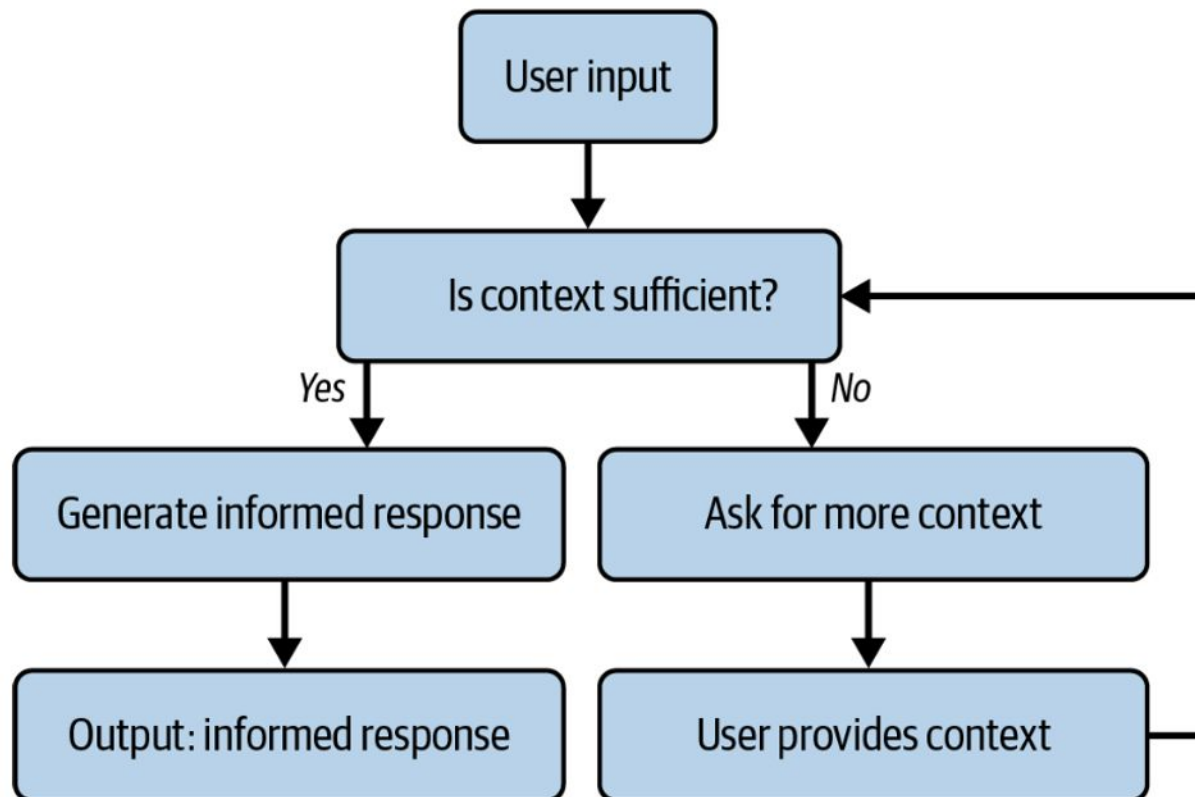 User input
Is context sufficient?
Yes
No
Generate informed response
Ask for more context
Output: informed response
User provides context